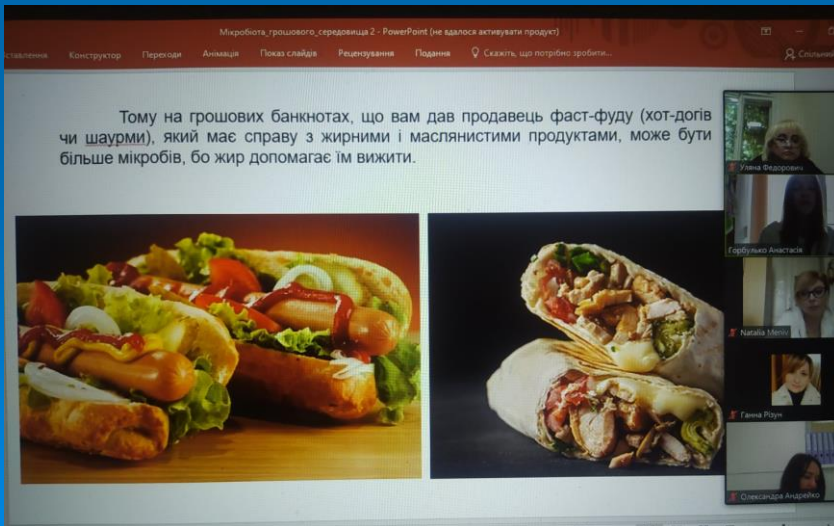 Мікробіота_грошового_середовища 2 - PowerPoint (не вдалося активувати продукт)
Конструктор Переходи Анімація Показ слайдів Рецензування Подання Скажіть, що потрібно зробити...
Тому на грошових банкнотах, що вам дав продавець фаст-фуду (хот-догів
чи шаурми), який має справу з жирними і маслянистими продуктами, може бути
більше мікробів, бо жир допомагає їм вижити.
Уляна Федорович
Горбулько Анастасія
Natalia Meniv
Ганна Різун
Олександра Андрейко